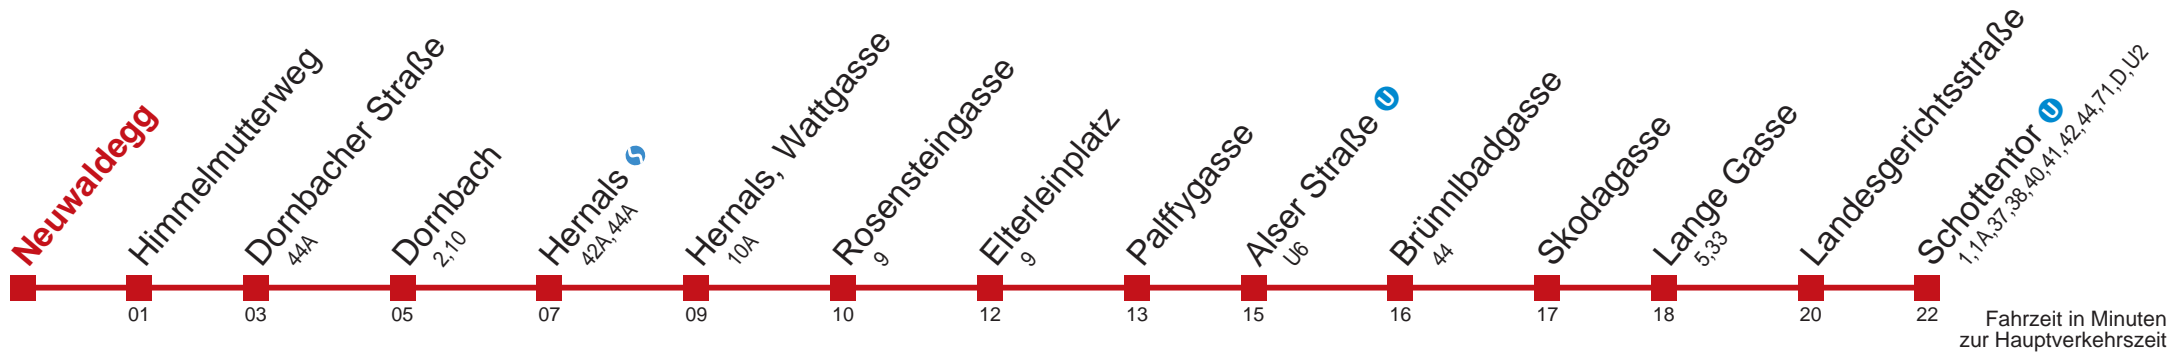 Neuwaldegg
Himmelmutterweg
01
Dornbacher Straße
44A
03
Dornbach
2,10
05
Hernals
42A,44A
07
Hernals, Wattgasse
10A
09
Rosensteingasse
9
10
Elterleinplatz
9
12
Palffygasse
13
Alser Straße U
U6
15
Brünnlbadgasse
44
16
Skodagasse
17
Lange Gasse
5,33
18
Landesgerichtsstraße
20
Schottentor U
1,1A,37,38,40,41,42,44,71,D,U2
22
Fahrzeit in Minuten
zur Hauptverkehrszeit